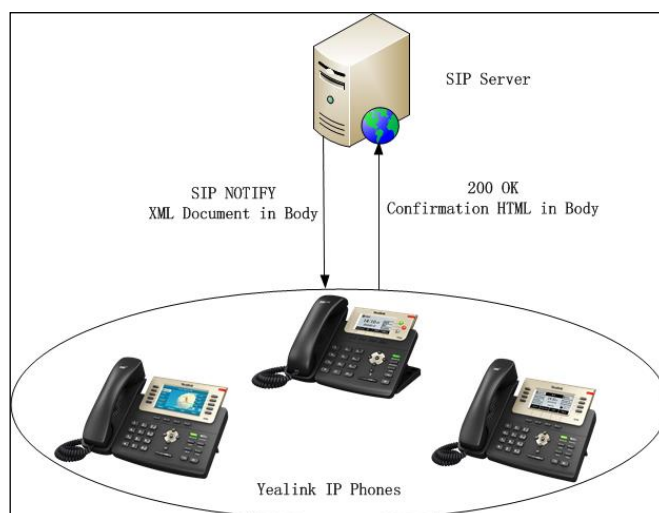 SIP Server
SIP NOTIFY
XML Document in Body
200 OK
Confirmation HTML in Body
Yealink IP Phones